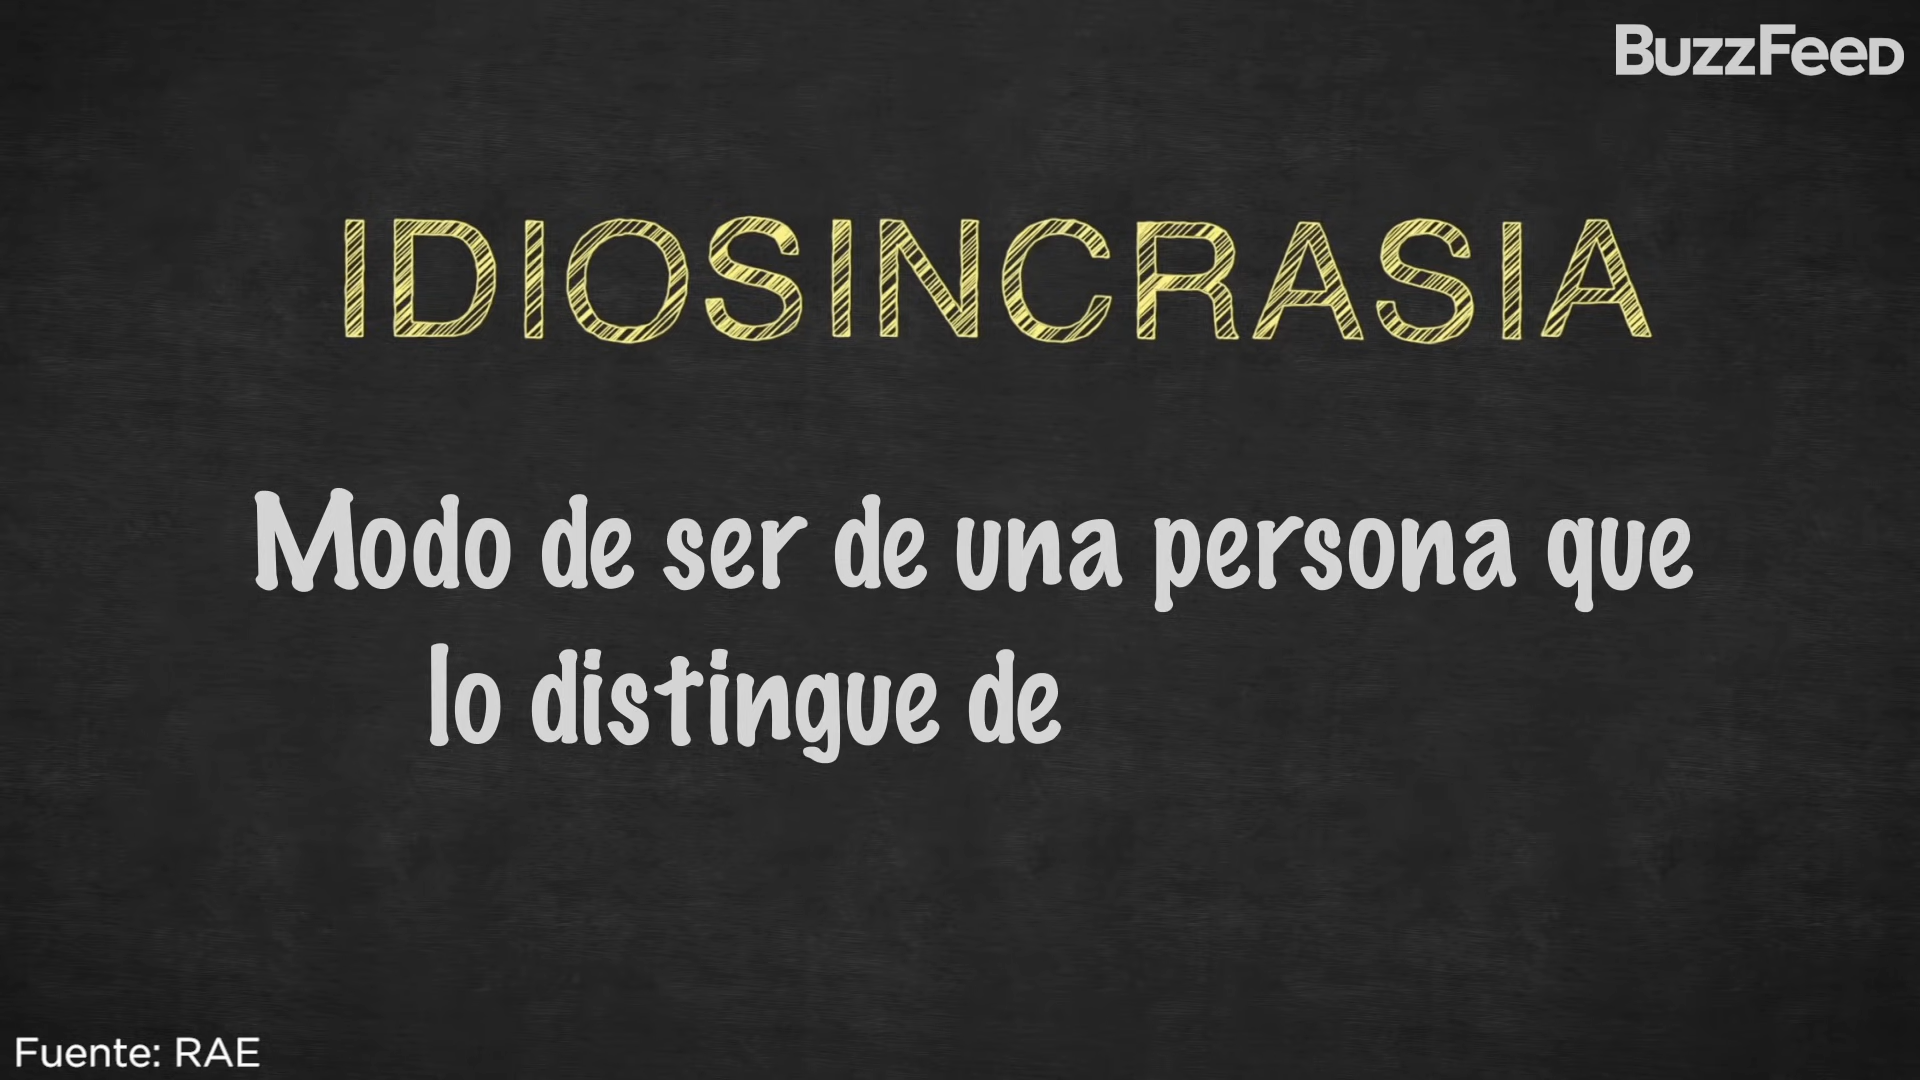 BuzzFeed
IDIOSINCRASIA
Modo de ser de una persona que
lo distingue de
Fuente: RAE